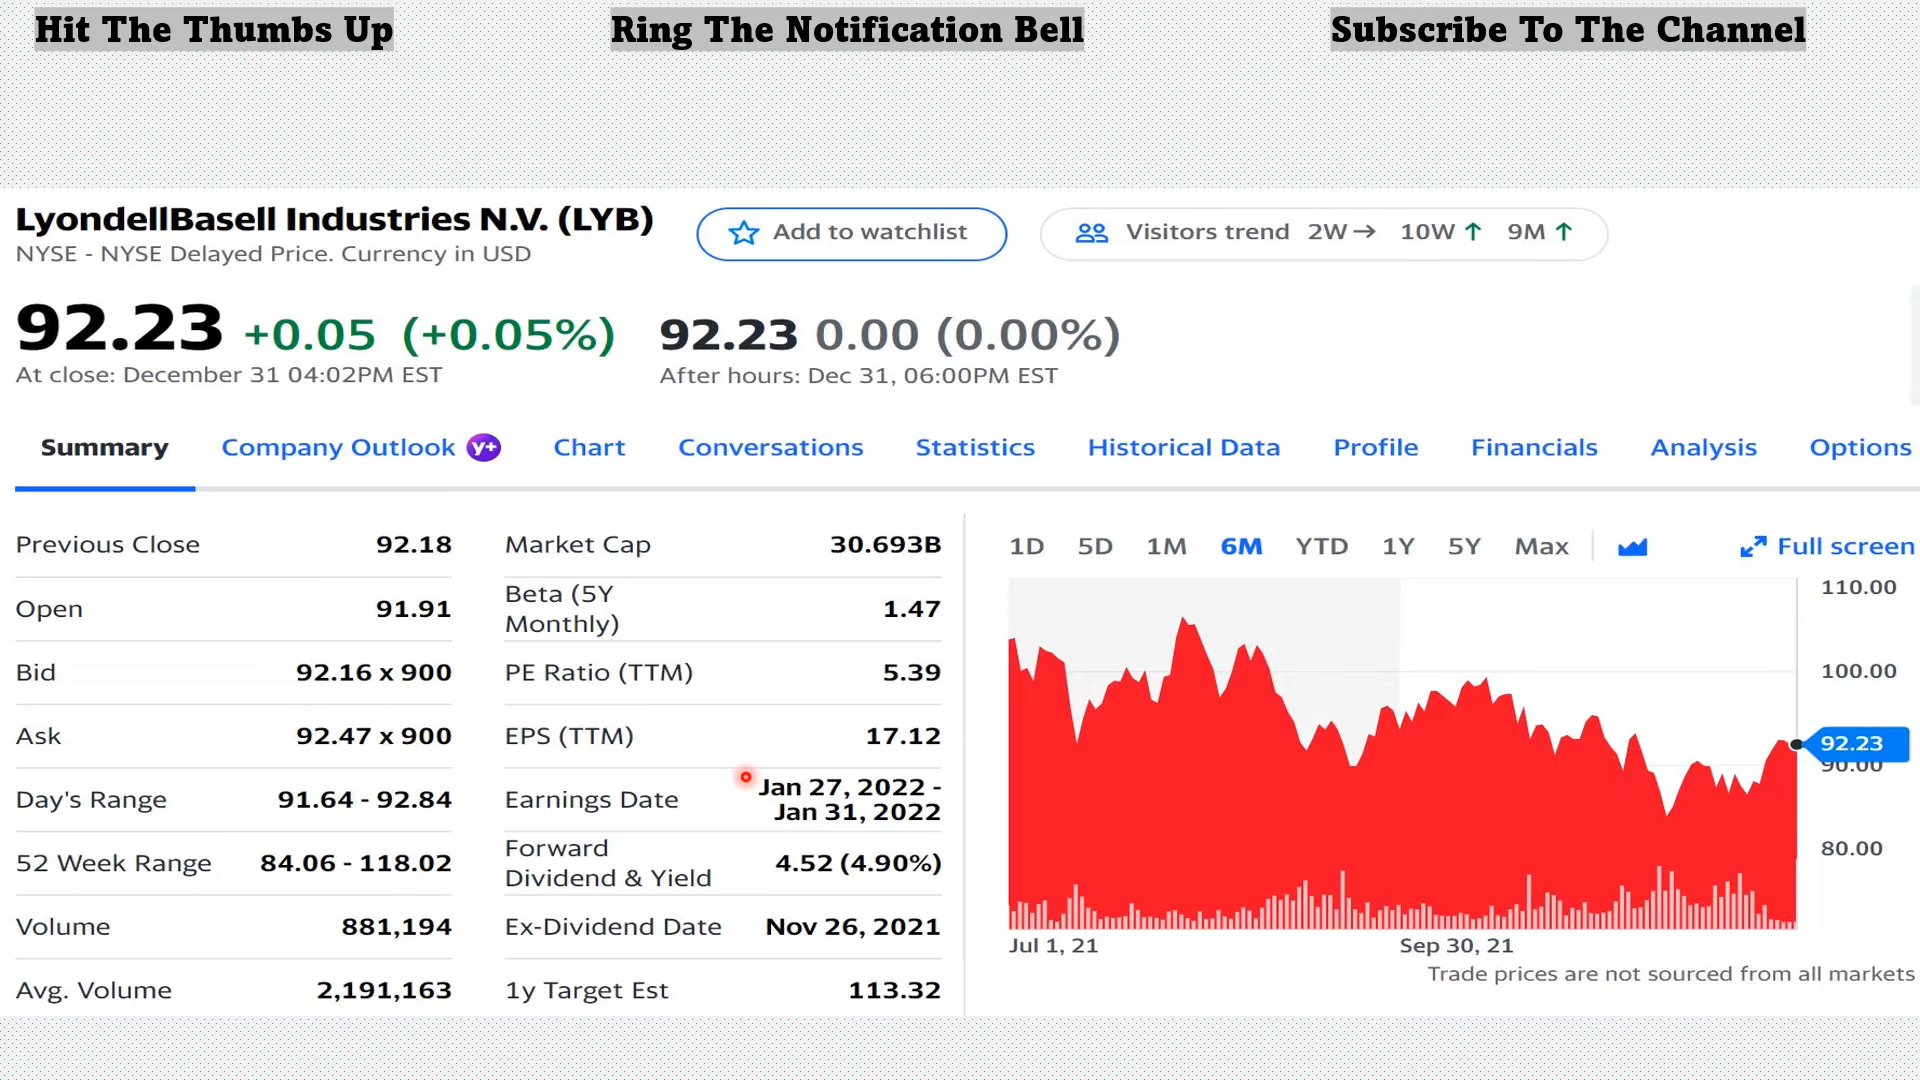 Hit The Thumbs Up
Ring The Notification Bell
Subscribe To The Channel
LyondellBasell Industries N.V. (LYB)
NYSE - NYSE Delayed Price. Currency in USD
Add to watchlist
Visitors trend 2W→ 10W↑ 9M↑
92.23 +0.05 (+0.05%)
At close: December 31 04:02PM EST
92.23 0.00 (0.00%)
After hours: Dec 31, 06:00PM EST
Summary Company Outlook y+ Chart Conversations Statistics Historical Data Profile Financials Analysis Options
Previous Close 92.18
Open 91.91
Bid 92.16 x 900
Ask 92.47 x 900
Day's Range 91.64 - 92.84
52 Week Range 84.06 - 118.02
Volume 881,194
Avg. Volume 2,191,163
Market Cap 30.693B
Beta (5Y
Monthly) 1.47
PE Ratio (TTM) 5.39
EPS (TTM) 17.12
Earnings Date Jan 27, 2022 -
Jan 31, 2022
Forward
Dividend & Yield 4.52 (4.90%)
Ex-Dividend Date Nov 26, 2021
1y Target Est 113.32
1D 5D 1M 6M YTD 1Y 5Y Max
Full screen
110.00
100.00
92.23
90.00
80.00
Jul 1, 21
Sep 30, 21
Trade prices are not sourced from all markets